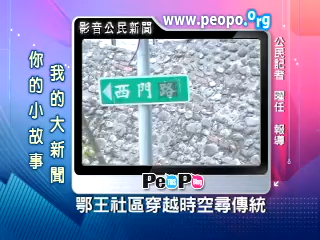 影音公民新聞
www.peopo.org
你的小故事
我的大新聞
西門路
公民記者 曜任 報導
PeoPo
鄂王社區穿越時空尋傳統